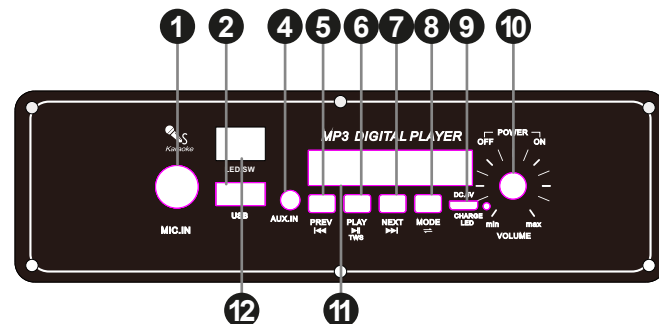 1 2 4 5 6 7 8 9 10
Karaoke
LED SW
MP3 DIGITAL PLAYER
POWER
OFF ON
DC.5V
USB
AUX.IN
MIC.IN
PREV PLAY NEXT MODE
TWS
CHARGE
LED
min max
VOLUME
12 11